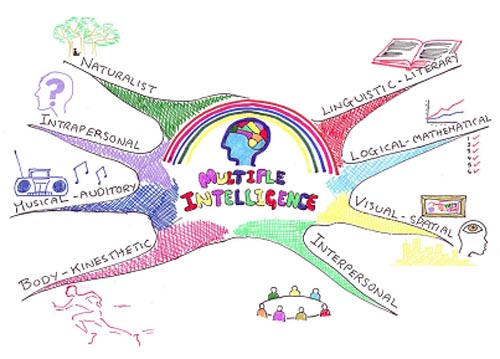 NATURALIST
LINGUISTIC - LITERARY
?
INTRAPERSONAL
LOGICAL - MATHEMATICAL
MULTIPLE
INTELLIGENCE
MUSICAL - AUDITORY
VISUAL - SPATIAL
BODY - KINESTHETIC
INTERPERSONAL